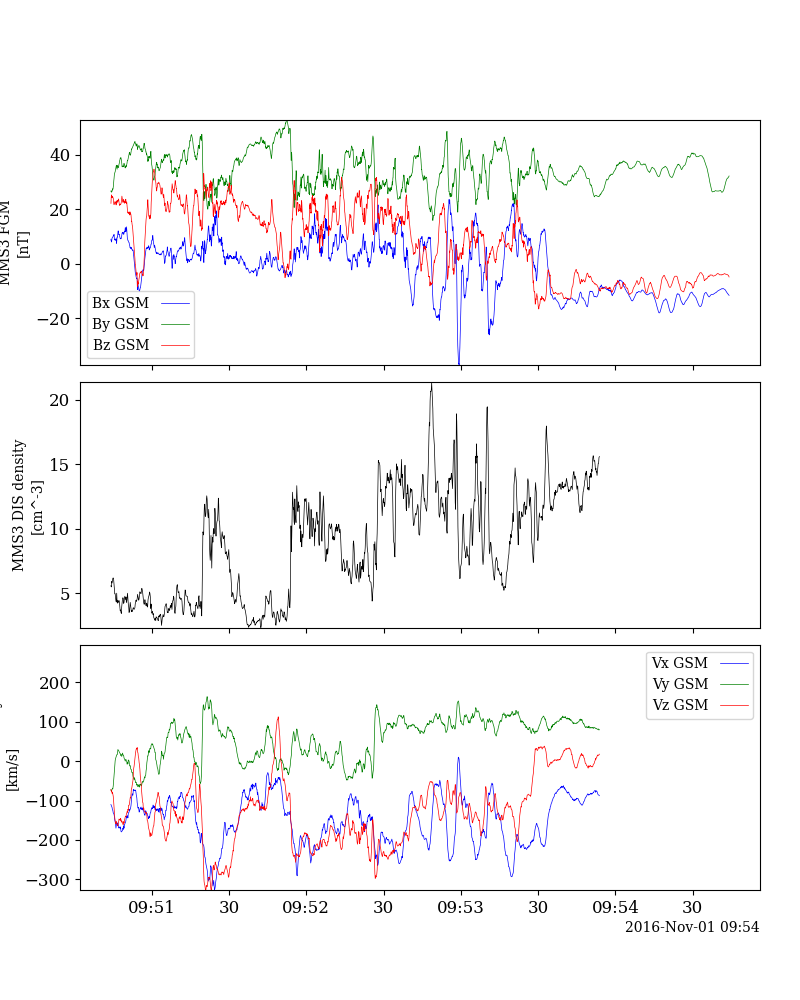 MMS3 FGM
[nT]
40
20
0
−20
Bx GSM
By GSM
Bz GSM
MMS3 DIS density
[cm^-3]
20
15
10
5
[km/s]
200
100
0
−100
−200
−300
Vx GSM
Vy GSM
Vz GSM
09:51
30
09:52
30
09:53
30
09:54
30
2016-Nov-01 09:54